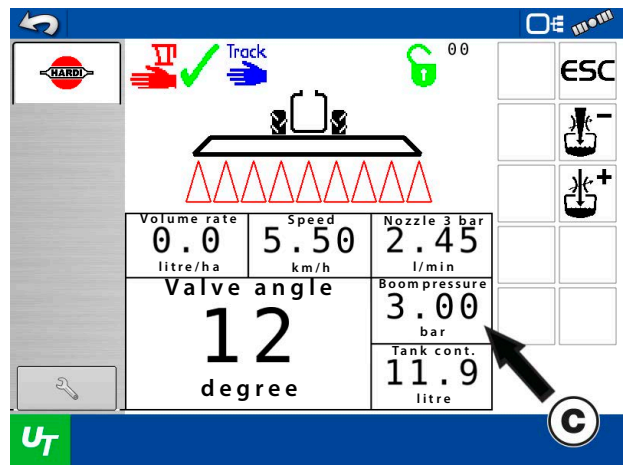 HARDI
Track
00
ESC
Volume rate
0.0
litre/ha
Speed
5.50
km/h
Nozzle 3 bar
2.45
l/min
Valve angle
12
degree
Boom pressure
3.00
bar
Tank cont.
11.9
litre
C
UT